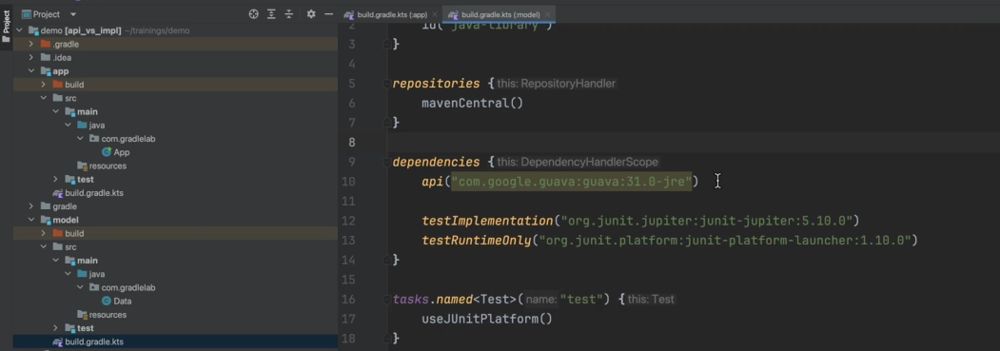 Project
Project
demo [api_vs_impl] ~/trainings/demo
.gradle
.idea
app
build
src
main
java
com.gradlelab
App
resources
test
build.gradle.kts
gradle
model
build
src
main
java
com.gradlelab
Data
resources
test
build.gradle.kts
build.gradle.kts (:app)
build.gradle.kts (:model)
2 id("java-library")
3 }
4
5 repositories { this: RepositoryHandler
6 mavenCentral()
7 }
8
9 dependencies { this: DependencyHandlerScope
10 api("com.google.guava:guava:31.0-jre")
11
12 testImplementation("org.junit.jupiter:junit-jupiter:5.10.0")
13 testRuntimeOnly("org.junit.platform:junit-platform-launcher:1.10.0")
14 }
15
16 tasks.named<Test>( name: "test") { this: Test
17 useJUnitPlatform()
18 }